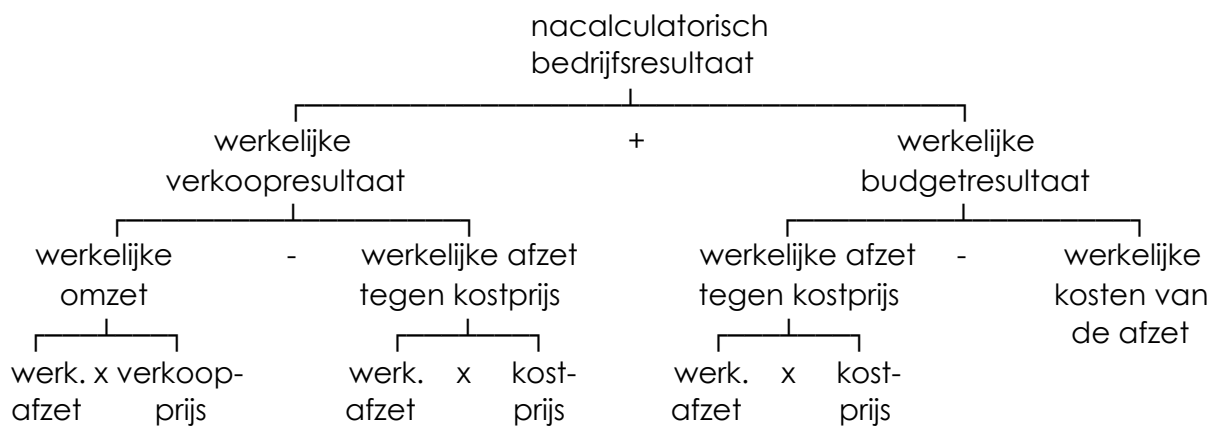 nacalculatorisch
bedrijfsresultaat
werkelijke + werkelijke
verkoopresultaat budgetresultaat
werkelijke - werkelijke afzet werkelijke afzet - werkelijke
omzet tegen kostprijs tegen kostprijs kosten van
de afzet
werk. x verkoop- werk. x kost- werk. x kost-
afzet prijs afzet prijs afzet prijs